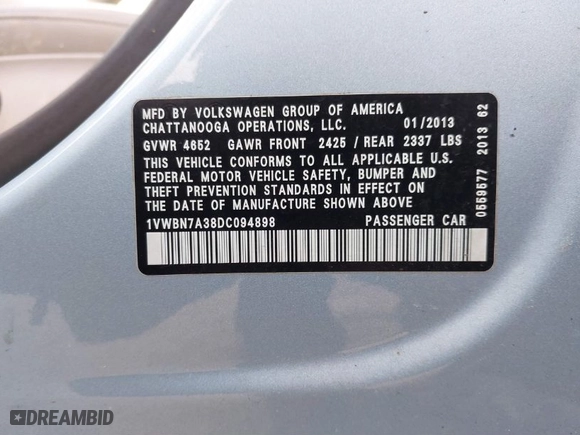 MFD BY VOLKSWAGEN GROUP OF AMERICA
CHATTANOOGA OPERATIONS, LLC. 01/2013
GVWR 4652 GAWR FRONT 2425 / REAR 2337 LBS
THIS VEHICLE CONFORMS TO ALL APPLICABLE U.S.
FEDERAL MOTOR VEHICLE SAFETY, BUMPER AND
THEFT PREVENTION STANDARDS IN EFFECT ON
THE DATE OF MANUFACTURE SHOWN ABOVE
1VWBN7A38DC094898 PASSENGER CAR
0559577 2013 62
DREAMBID